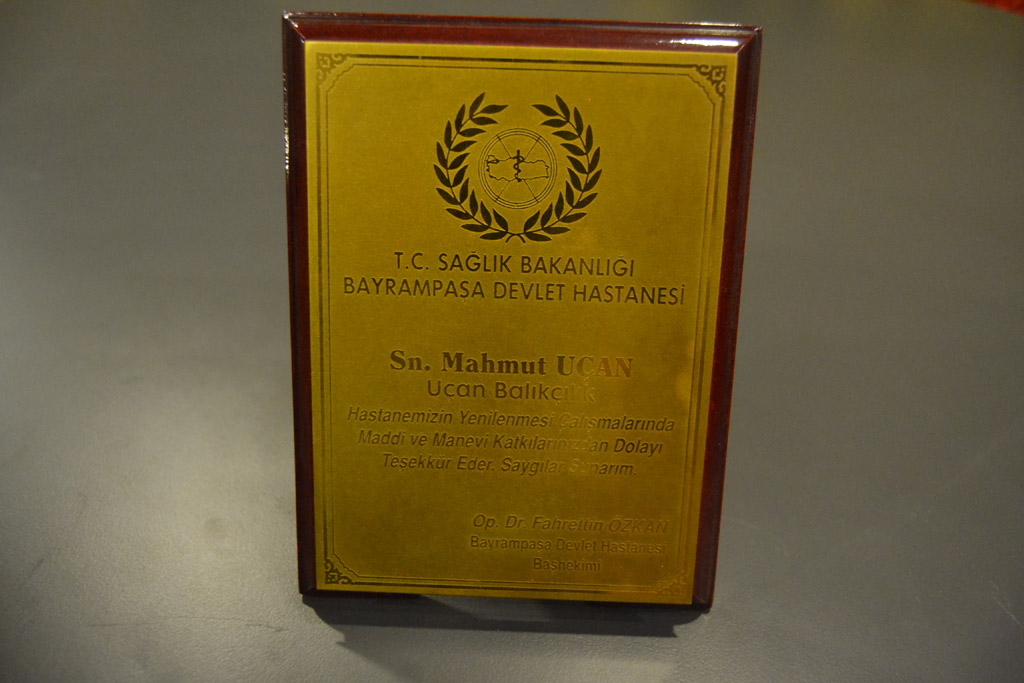 T.C. SAĞLIK BAKANLIĞI
BAYRAMPAŞA DEVLET HASTANESİ
Sn. Mahmut UÇAN
Uçan Balıkçılık
Hastanemizin Yenilenmesi Çalışmalarında
Maddi ve Manevi Katkılarınızdan Dolayı
Teşekkür Eder. Saygılar Sunarım.
Op. Dr. Fahrettin ÖZKAN
Bayrampaşa Devlet Hastanesi
Başhekimi